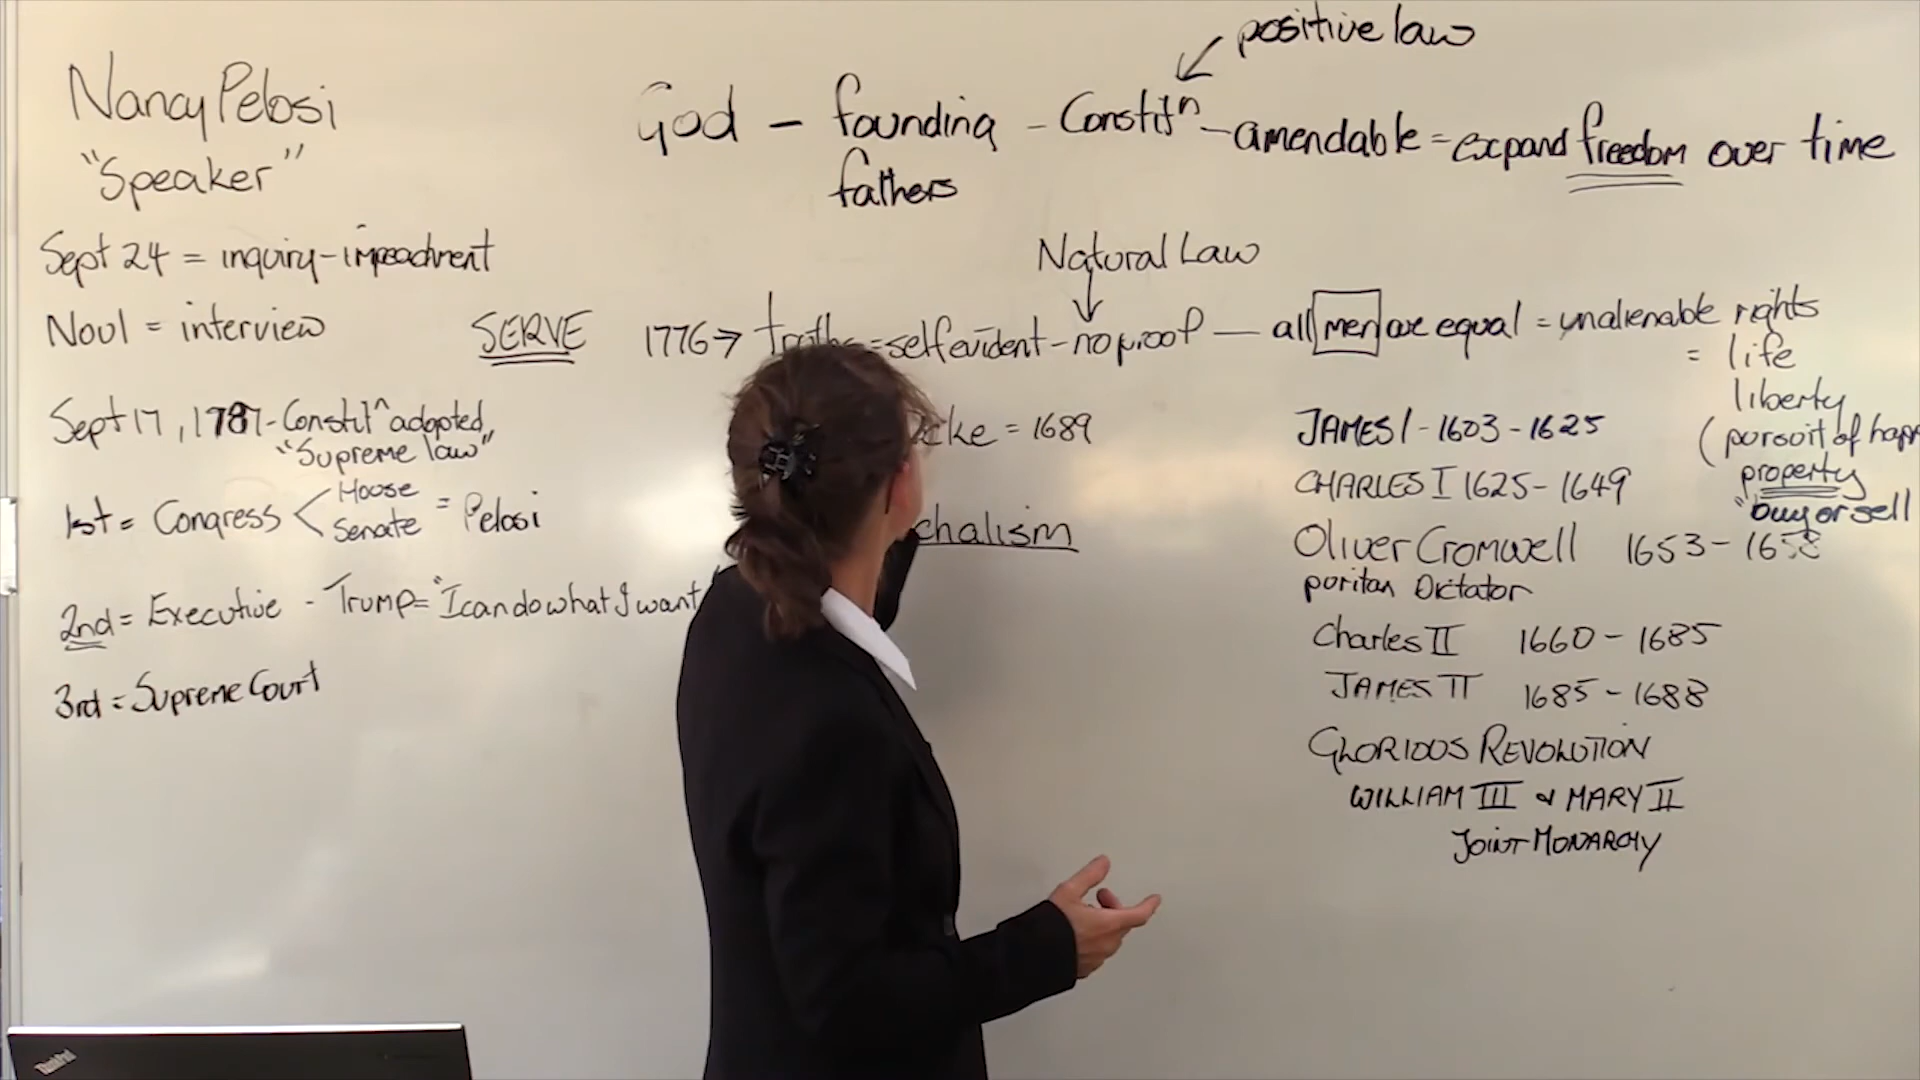 positive law
Nancy Pelosi
"Speaker"
God - founding fathers - Constitⁿ - amendable = expand freedom over time
Sept 24 = inquiry - impeachment
Natural Law
Nov 1 = interview
SERVE
1776 → truths = self evident - no proof — all men are equal = unalienable rights
= life
liberty
(pursuit of happ
property
"buy or sell
Sept 17, 1787 - Constitⁿ adopted,
"Supreme law"
cke = 1689
1st = Congress < House Senate = Pelosi
chalism
2nd = Executive - Trump = "I can do what I want
3rd = Supreme Court
JAMES I - 1603 - 1625
CHARLES I 1625 - 1649
Oliver Cromwell 1653 - 1658
puritan Dictator
Charles II 1660 - 1685
JAMES II 1685 - 1688
GLORIOUS REVOLUTION
WILLIAM III & MARY II
JOINT MONARCHY
ThinkPad